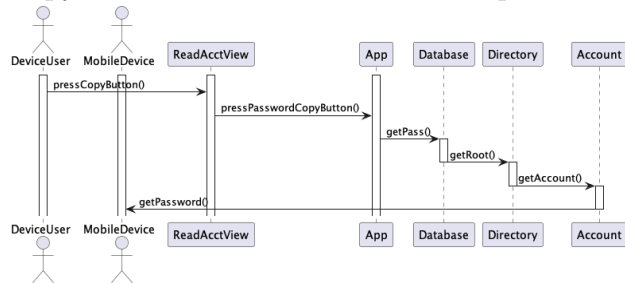 DeviceUser MobileDevice ReadAcctView App Database Directory Account
pressCopyButton()
pressPasswordCopyButton()
getPass()
getRoot()
getAccount()
getPassword()
DeviceUser MobileDevice ReadAcctView App Database Directory Account